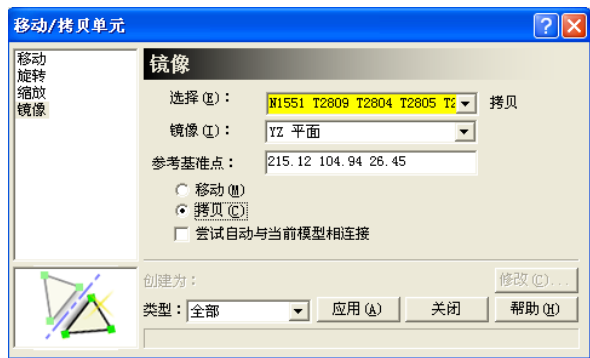 移动/拷贝单元
移动
旋转
缩放
镜像
镜像
选择(E): N1551 T2809 T2804 T2805 T2 拷贝
镜像(I): YZ 平面
参考基准点: 215.12 104.94 26.45
移动(M)
拷贝(C)
尝试自动与当前模型相连接
创建为: 修改(C)...
类型: 全部 应用(A) 关闭 帮助(H)